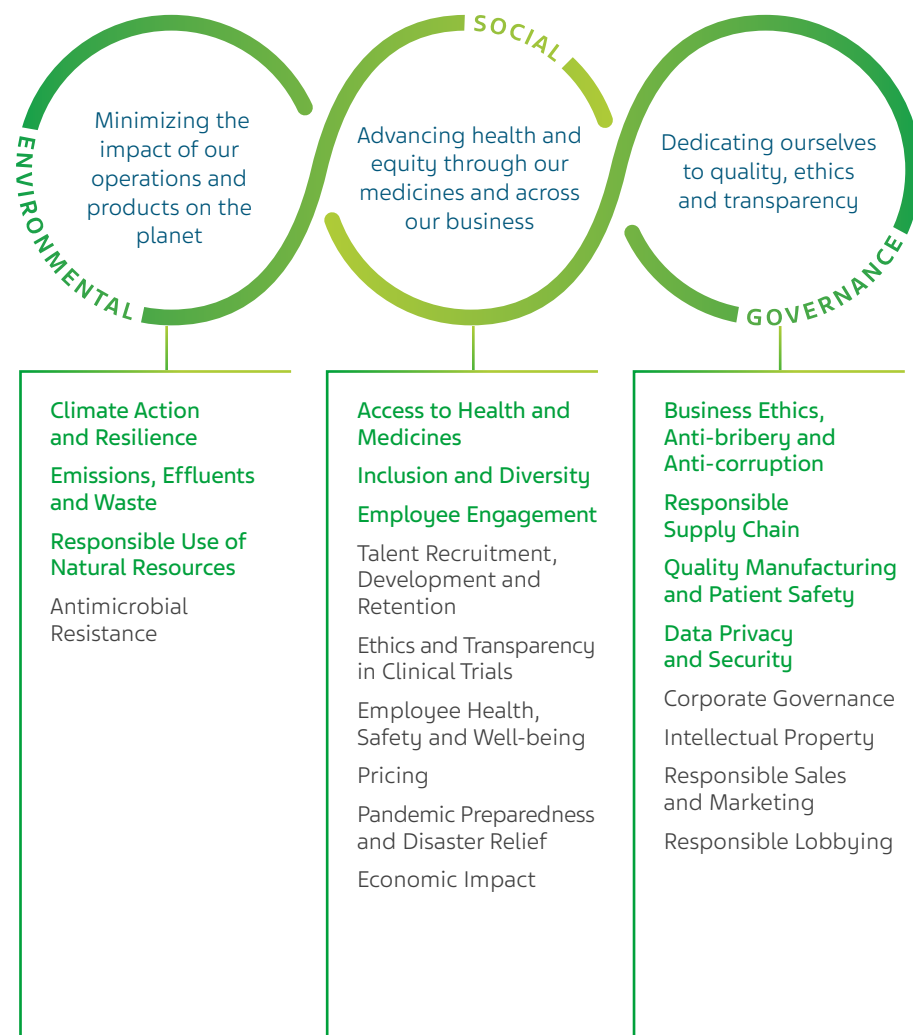 ENVIRONMENTAL
Minimizing the
impact of our
operations and
products on the
planet
SOCIAL
Advancing health and
equity through our
medicines and across
our business
GOVERNANCE
Dedicating ourselves
to quality, ethics
and transparency
Climate Action
and Resilience
Emissions, Effluents
and Waste
Responsible Use of
Natural Resources
Antimicrobial
Resistance
Access to Health and
Medicines
Inclusion and Diversity
Employee Engagement
Talent Recruitment,
Development and
Retention
Ethics and Transparency
in Clinical Trials
Employee Health,
Safety and Well-being
Pricing
Pandemic Preparedness
and Disaster Relief
Economic Impact
Business Ethics,
Anti-bribery and
Anti-corruption
Responsible
Supply Chain
Quality Manufacturing
and Patient Safety
Data Privacy
and Security
Corporate Governance
Intellectual Property
Responsible Sales
and Marketing
Responsible Lobbying